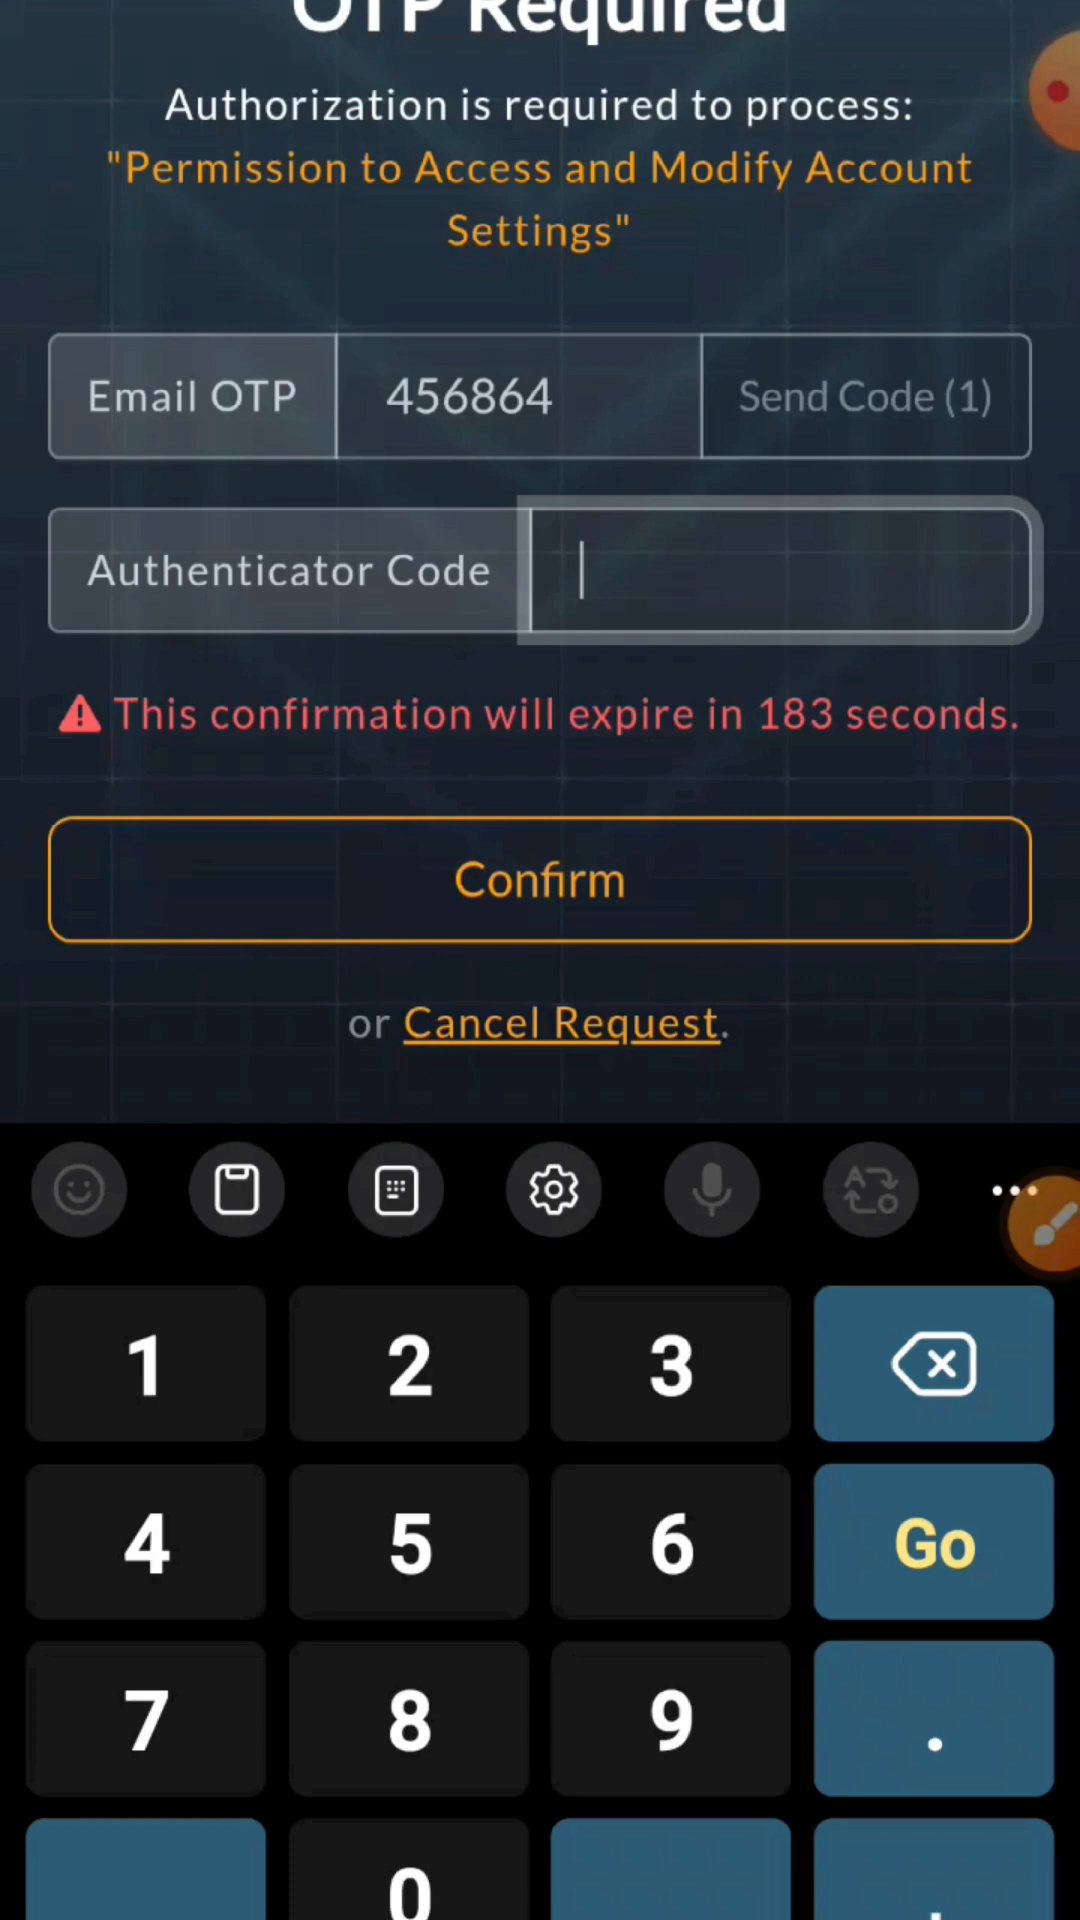 OTP Required
Authorization is required to process:
"Permission to Access and Modify Account
Settings"
Email OTP 456864 Send Code (1)
Authenticator Code
This confirmation will expire in 183 seconds.
Confirm
or Cancel Request.
1 2 3
4 5 6 Go
7 8 9 .
0